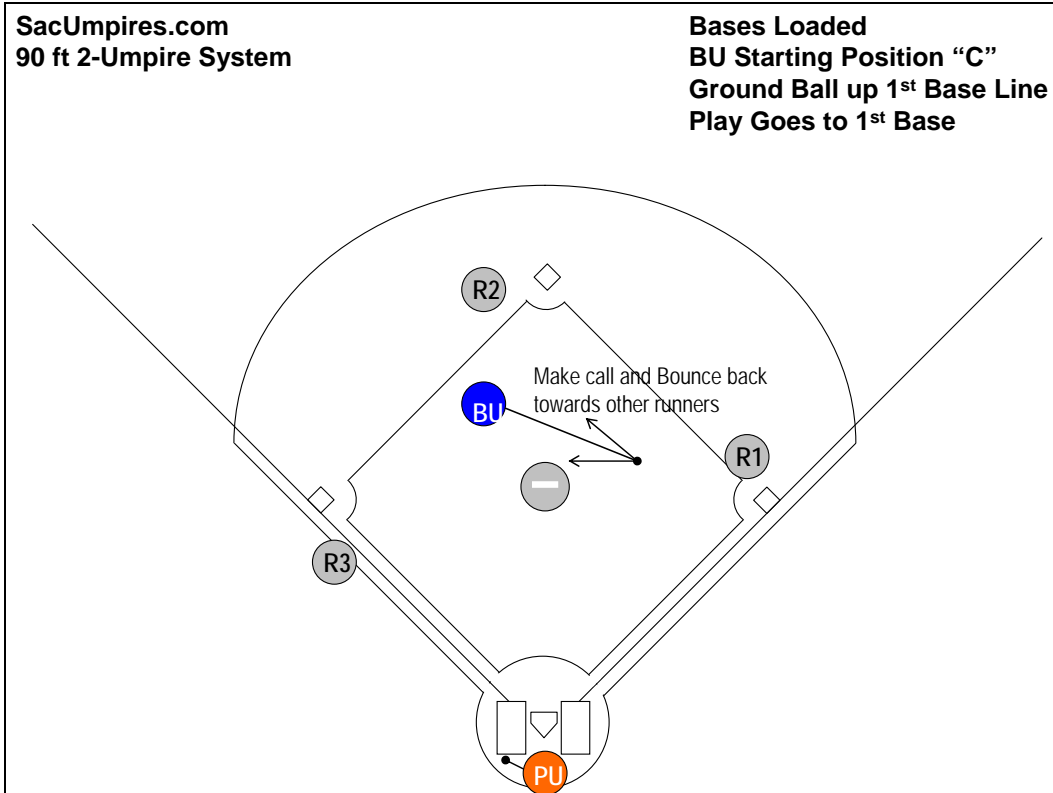 SacUmpires.com
90 ft 2-Umpire System
Bases Loaded
BU Starting Position “C”
Ground Ball up 1st Base Line
Play Goes to 1st Base
R2
Make call and Bounce back
towards other runners
BU
R1
R3
PU